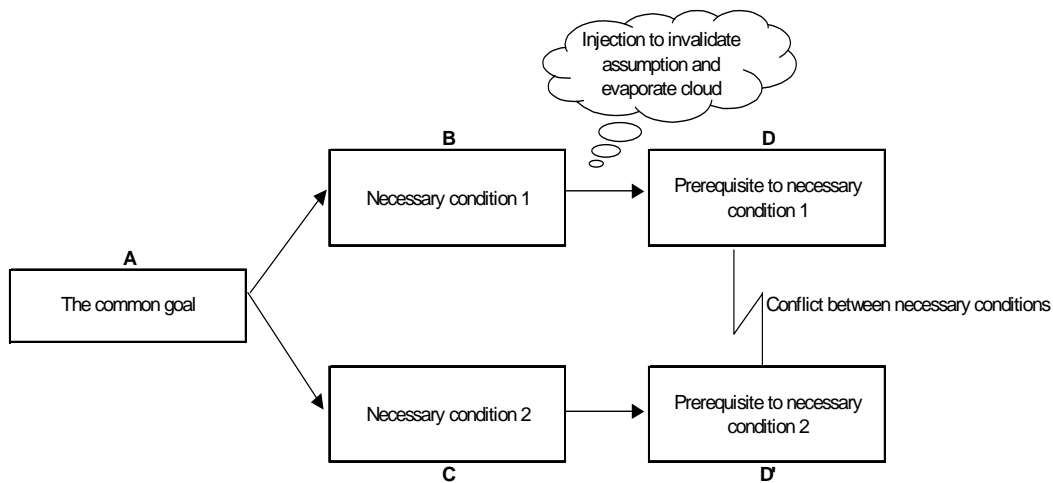 Injection to invalidate
assumption and
evaporate cloud
B
D
Necessary condition 1
Prerequisite to necessary
condition 1
A
The common goal
Conflict between necessary conditions
Necessary condition 2
Prerequisite to necessary
condition 2
C
D'